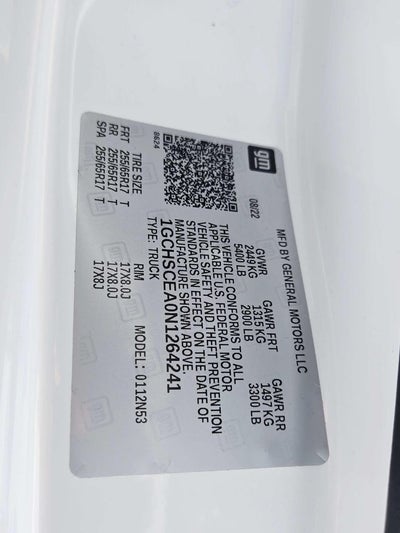 gm
MFD BY GENERAL MOTORS LLC
08/22 GVWR GAWR FRT GAWR RR
2449 KG 1315 KG 1497 KG
5400 LB 2900 LB 3300 LB
THIS VEHICLE CONFORMS TO ALL
APPLICABLE U.S. FEDERAL MOTOR
VEHICLE SAFETY AND THEFT PREVENTION
STANDARDS IN EFFECT ON THE DATE OF
MANUFACTURE SHOWN ABOVE.
1GCHSCEA0N1264241
TYPE: TRUCK
8624
MODEL: 0112N53
TIRE SIZE RIM
FRT 255/65R17 T 17X8.0J
RR 255/65R17 T 17X8.0J
SPA 255/65R17 T 17X8J